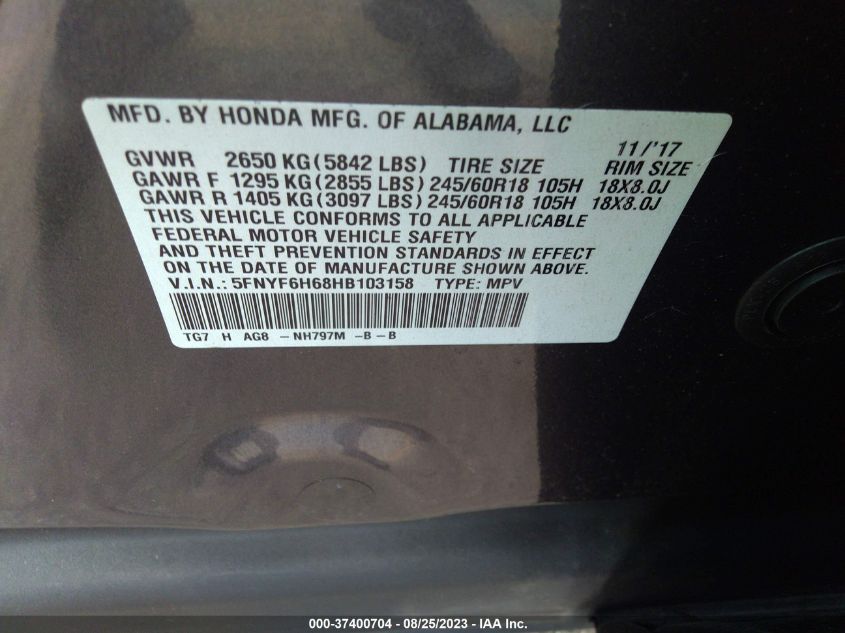 MFD. BY HONDA MFG. OF ALABAMA, LLC
11/'17
GVWR 2650 KG(5842 LBS) TIRE SIZE RIM SIZE
GAWR F 1295 KG(2855 LBS)245/60R18 105H 18X8.0J
GAWR R 1405 KG(3097 LBS)245/60R18 105H 18X8.0J
THIS VEHICLE CONFORMS TO ALL APPLICABLE
FEDERAL MOTOR VEHICLE SAFETY
AND THEFT PREVENTION STANDARDS IN EFFECT
ON THE DATE OF MANUFACTURE SHOWN ABOVE.
V.I.N.: 5FNYF6H68HB103158 TYPE: MPV
TG7 H AG8 -NH797M -B-B
000-37400704 - 08/25/2023 - IAA Inc.